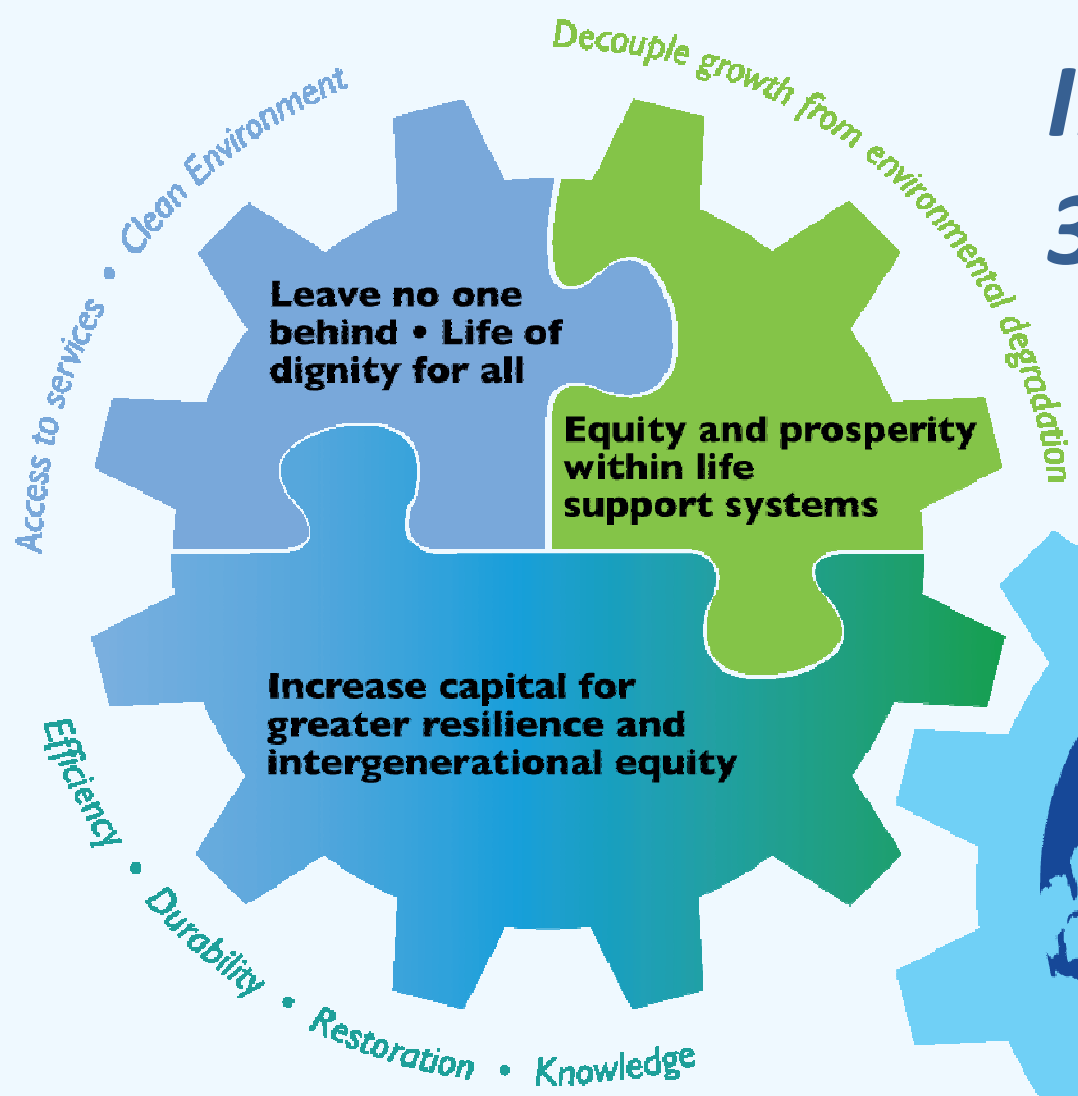 Decouple growth from environmental degradation
Access to services • Clean Environment
Leave no one
behind • Life of
dignity for all
Equity and prosperity
within life
support systems
Increase capital for
greater resilience and
intergenerational equity
Efficiency • Durability • Restoration • Knowledge
3